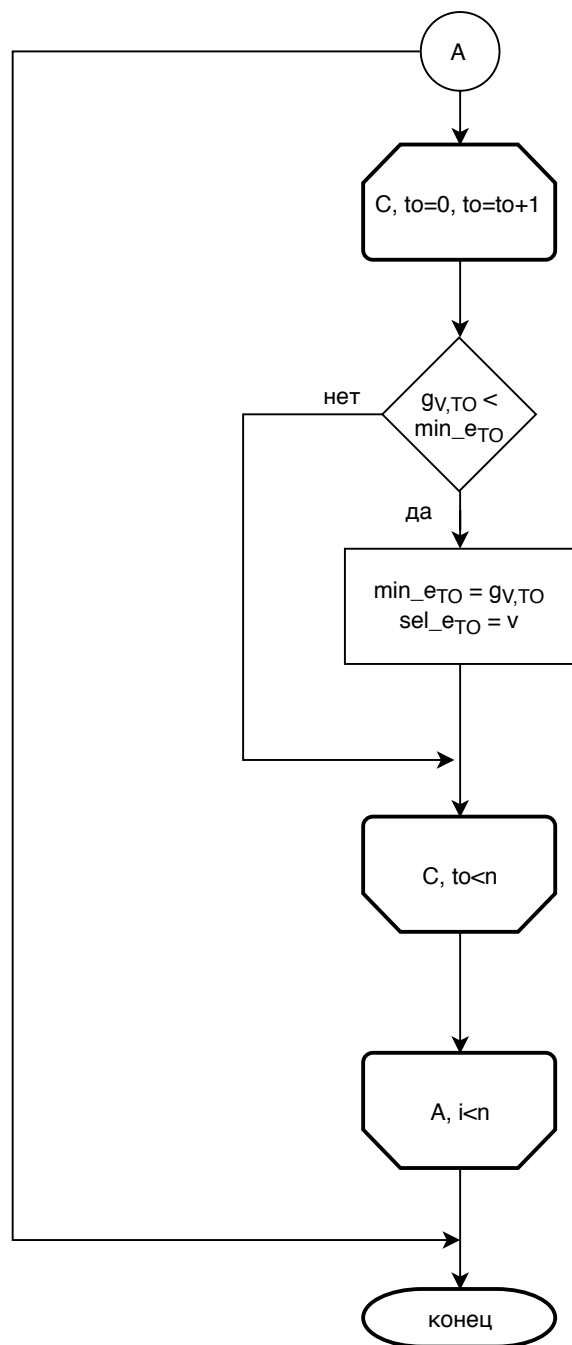 A
C, to=0, to=to+1
нет
gV,TO <
min_eTO
да
min_eTO = gV,TO
sel_eTO = v
C, to<n
A, i<n
конец